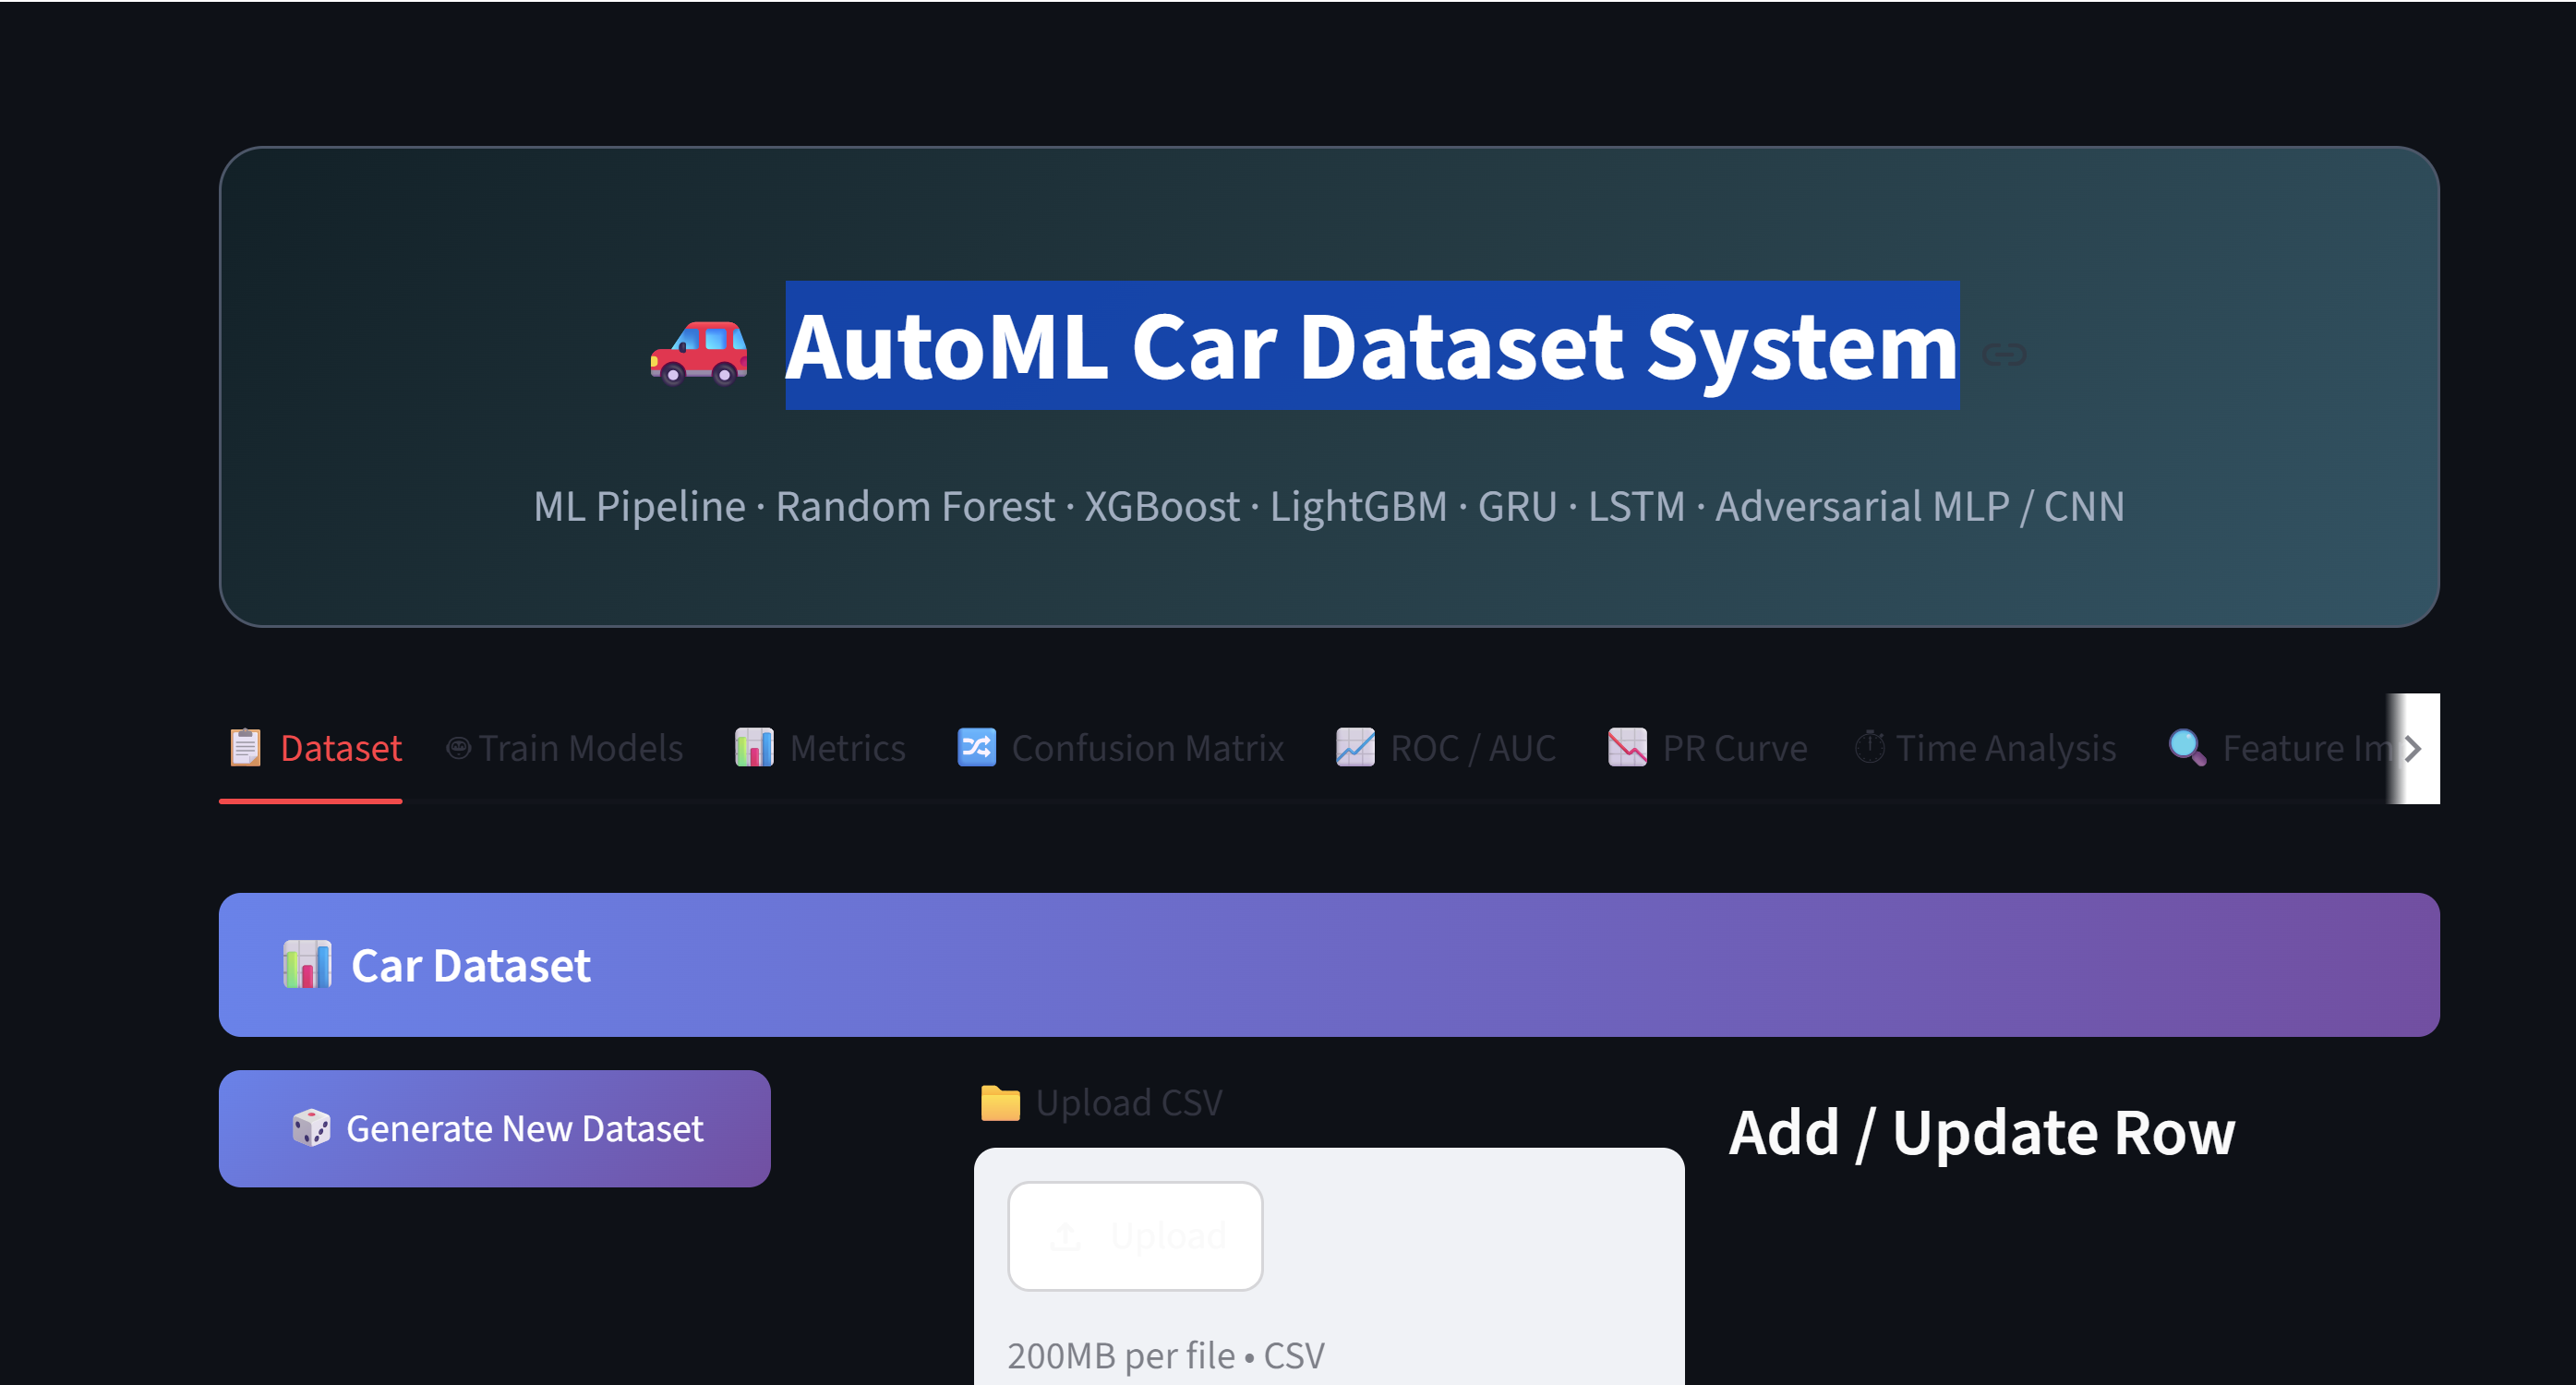 AutoML Car Dataset System
ML Pipeline · Random Forest · XGBoost · LightGBM · GRU · LSTM · Adversarial MLP / CNN
Dataset Train Models Metrics Confusion Matrix ROC / AUC PR Curve Time Analysis Feature Im
Car Dataset
Generate New Dataset
Upload CSV
Upload
200MB per file • CSV
Add / Update Row